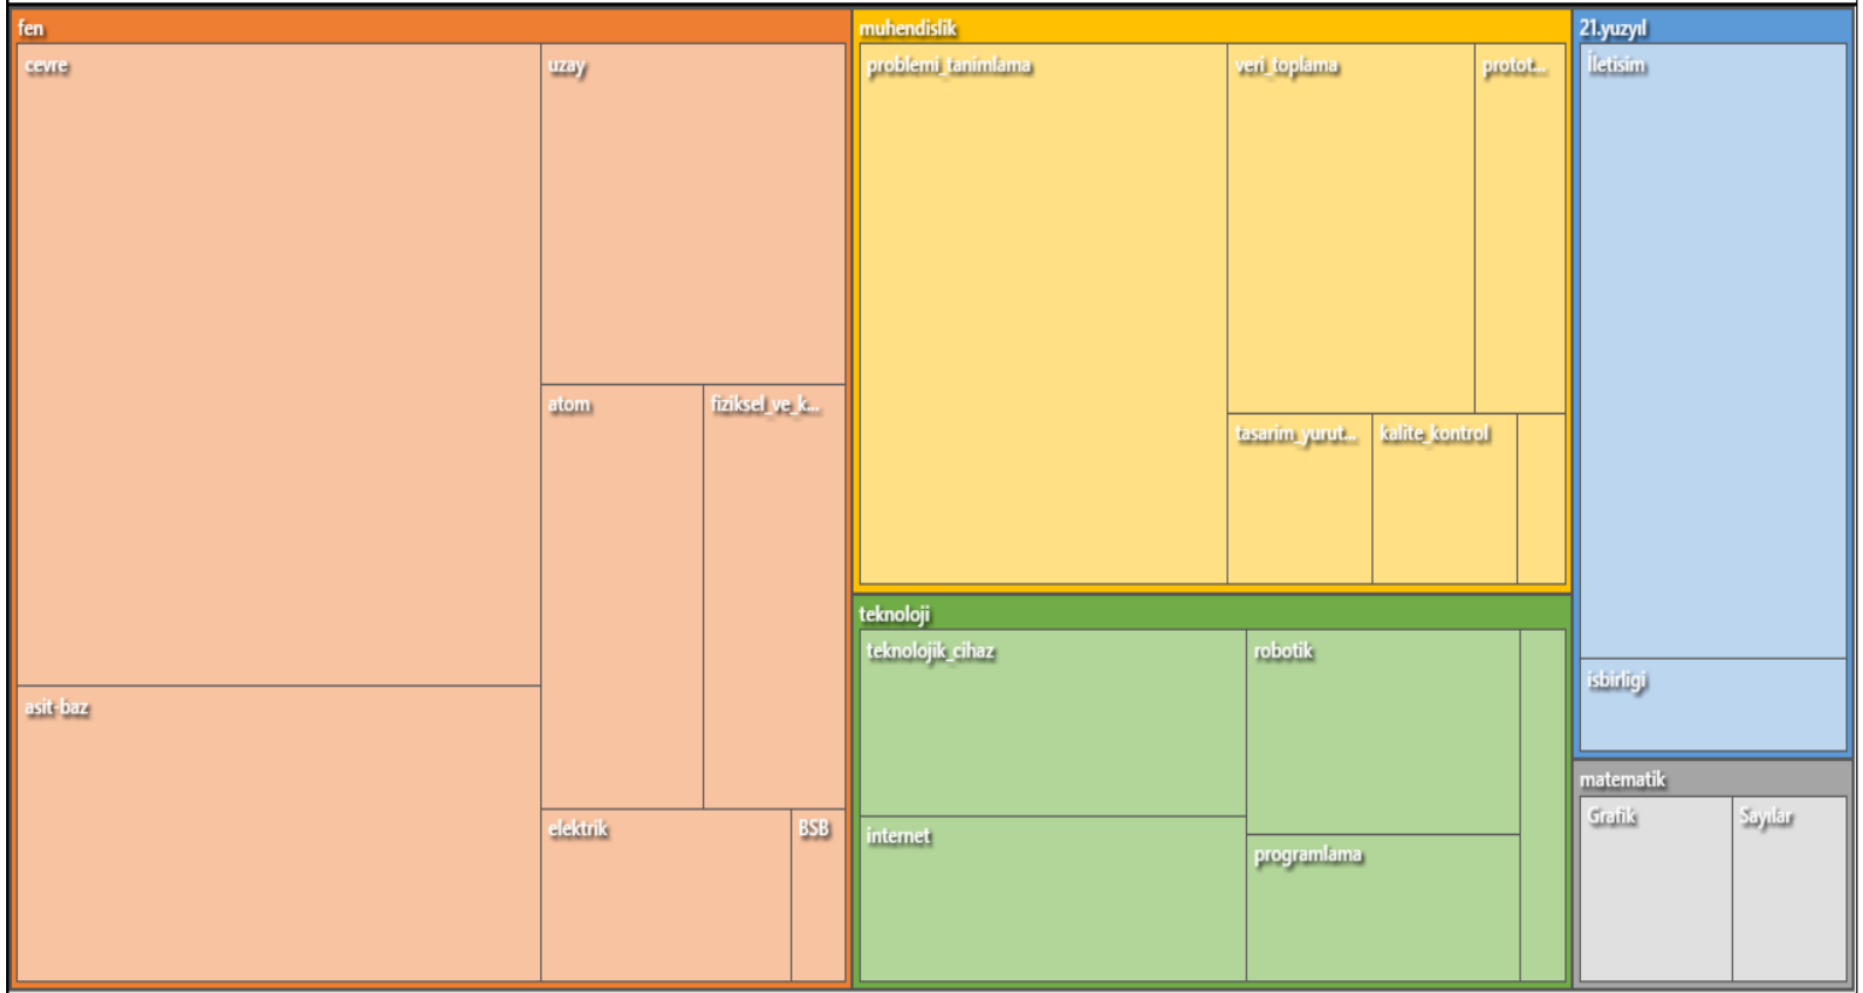 fen
cevre
uzay
atom
fiziksel_ve_k...
asit-baz
elektrik
BSB
muhendislik
problemi_tanimlama
veri_toplama
protot...
tasarim_yurut...
kalite_kontrol
teknoloji
teknolojik_cihaz
robotik
internet
programlama
21.yuzyıl
İletisim
isbirligi
matematik
Grafik
Sayılar